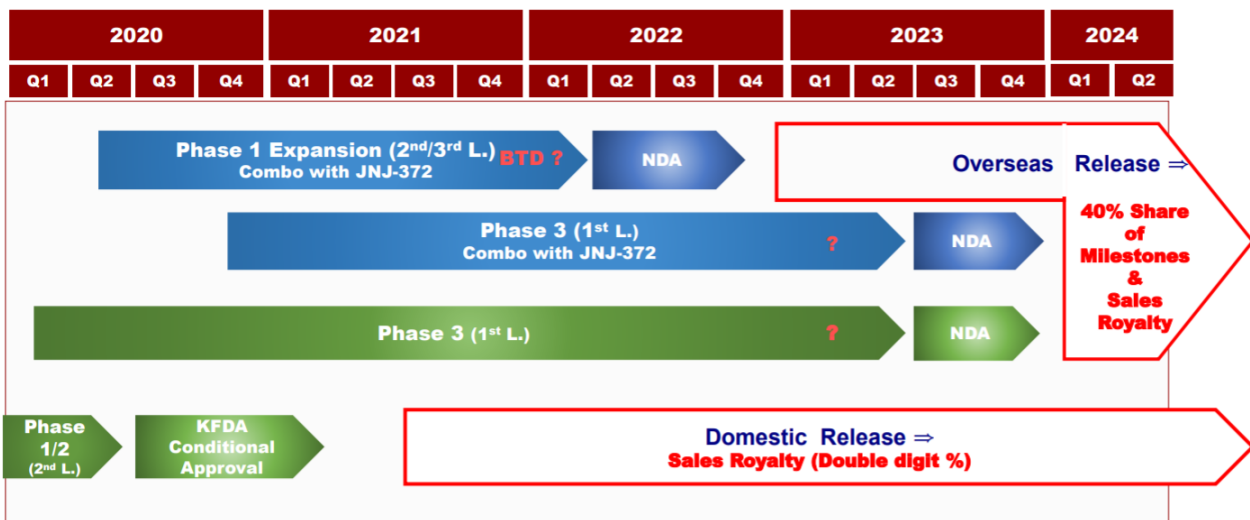 2020 2021 2022 2023 2024
Q1 Q2 Q3 Q4 Q1 Q2 Q3 Q4 Q1 Q2 Q3 Q4 Q1 Q2 Q3 Q4 Q1 Q2
Phase 1 Expansion (2nd/3rd L.) BTD ?
Combo with JNJ-372
NDA
Overseas Release ⇒
Phase 3 (1st L.)
Combo with JNJ-372
?
NDA
40% Share
of
Milestones
&
Sales
Royalty
Phase 3 (1st L.)
?
NDA
Phase
1/2
(2nd L.)
KFDA
Conditional
Approval
Domestic Release ⇒
Sales Royalty (Double digit %)